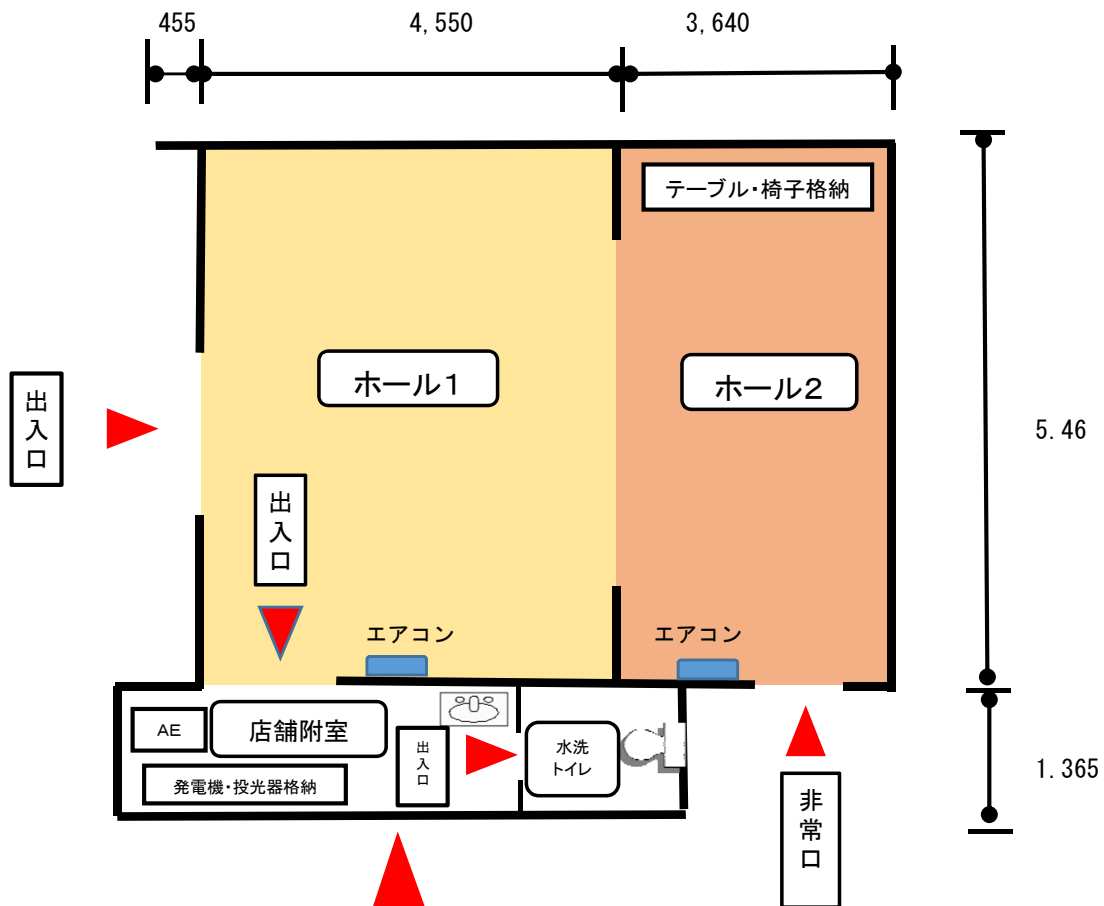 455
4,550
3,640
テーブル・椅子格納
ホール1
ホール2
出入口
5.46
出入口
エアコン
エアコン
AE
店舗附室
出入口
水洗
トイレ
発電機・投光器格納
1.365
非常口